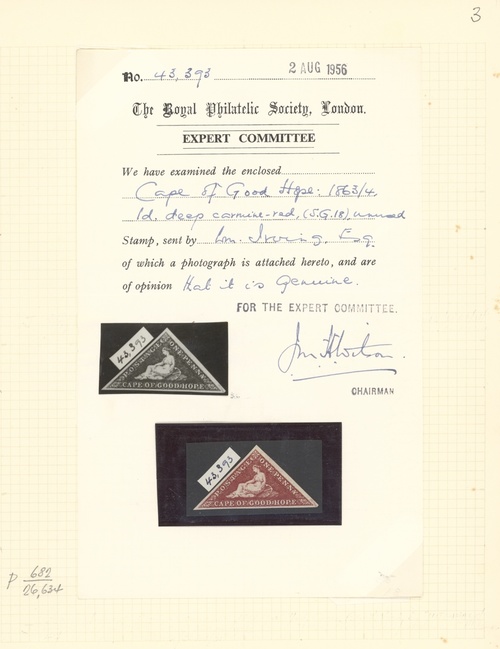 3
No. 43,393
2 AUG 1956
The Royal Philatelic Society, London.
EXPERT COMMITTEE
We have examined the enclosed
Cape of Good Hope: 1863/4,
1d. deep carmine-red, (S.G.18) unused
Stamp, sent by Wm. Irving, Esq.
of which a photograph is attached hereto, and are
of opinion that it is genuine.
FOR THE EXPERT COMMITTEE.
CHAIRMAN
43,393
POSTAGE
ONE PENNY
CAPE OF GOOD HOPE
43,393
POSTAGE
ONE PENNY
CAPE OF GOOD HOPE
P 682
26,634